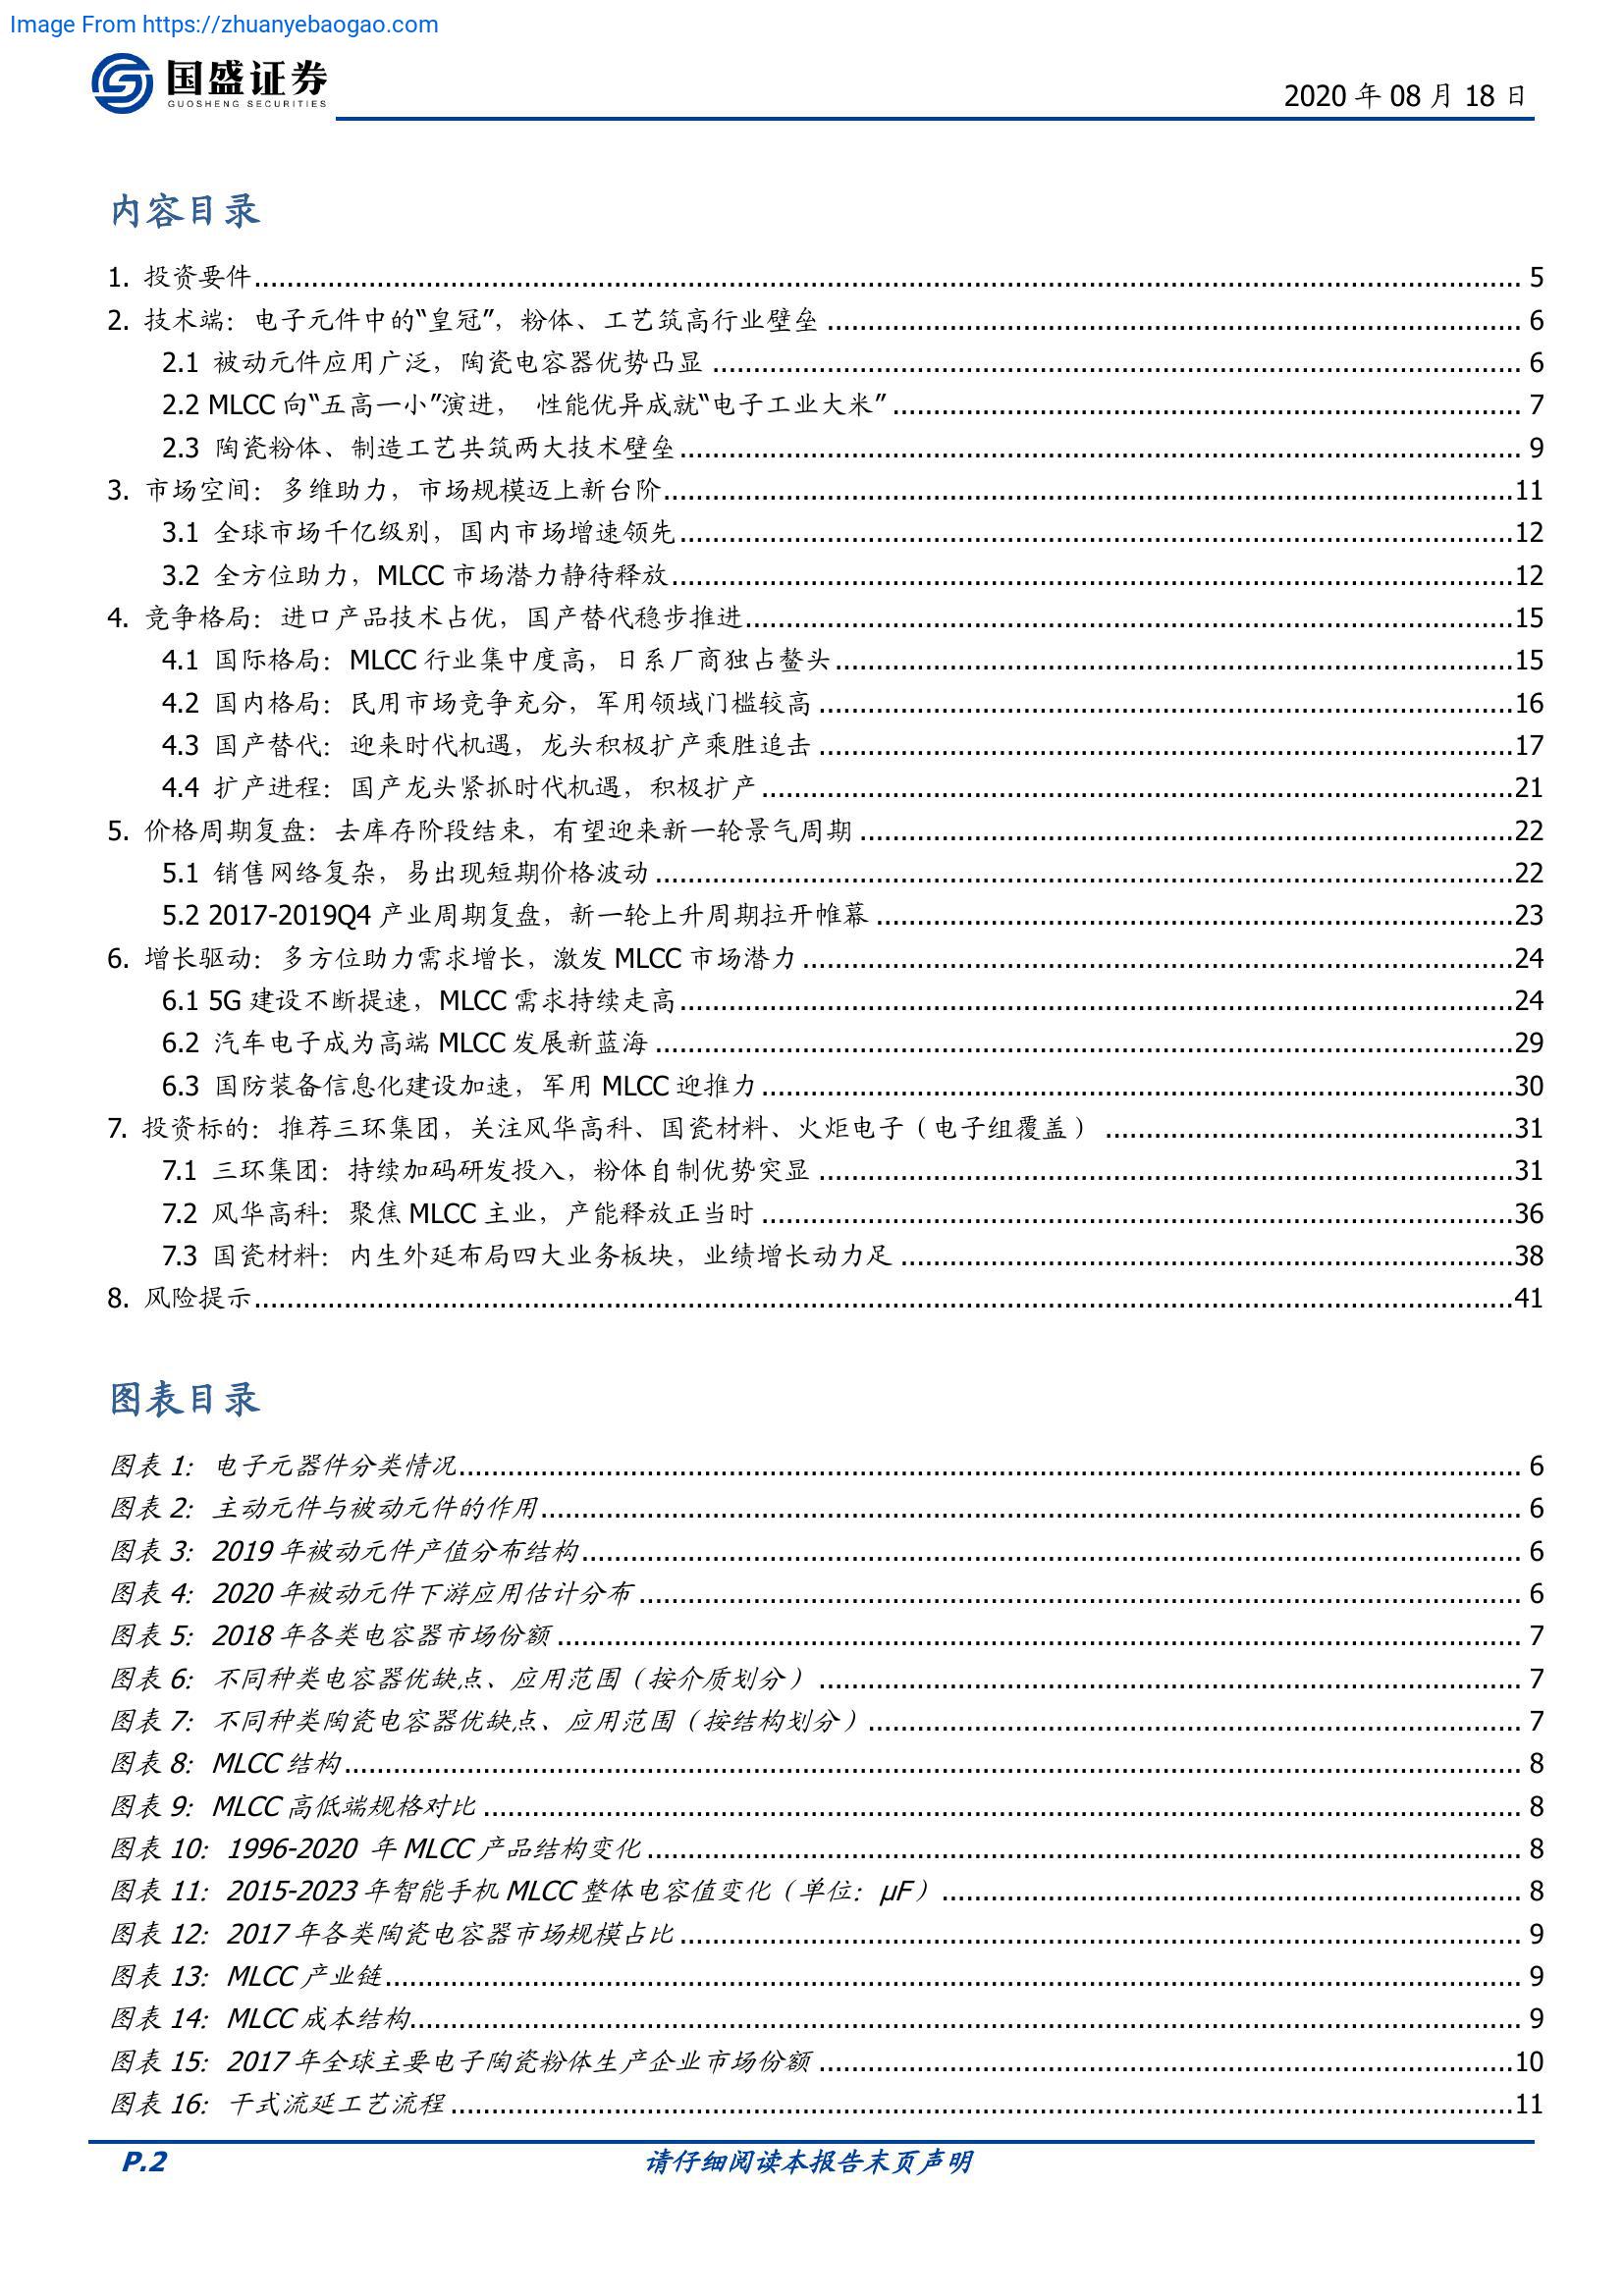 Image From https://zhuanyebaogao.com
国盛证券
GUOSHENG SECURITIES
2020 年 08 月 18 日
内容目录
1. 投资要件 5
2. 技术端：电子元件中的“皇冠”，粉体、工艺筑高行业壁垒 6
2.1 被动元件应用广泛，陶瓷电容器优势凸显 6
2.2 MLCC 向“五高一小”演进， 性能优异成就“电子工业大米” 7
2.3 陶瓷粉体、制造工艺共筑两大技术壁垒 9
3. 市场空间：多维助力，市场规模迈上新台阶 11
3.1 全球市场千亿级别，国内市场增速领先 12
3.2 全方位助力，MLCC 市场潜力静待释放 12
4. 竞争格局：进口产品技术占优，国产替代稳步推进 15
4.1 国际格局：MLCC 行业集中度高，日系厂商独占鳌头 15
4.2 国内格局：民用市场竞争充分，军用领域门槛较高 16
4.3 国产替代：迎来时代机遇，龙头积极扩产乘胜追击 17
4.4 扩产进程：国产龙头紧抓时代机遇，积极扩产 21
5. 价格周期复盘：去库存阶段结束，有望迎来新一轮景气周期 22
5.1 销售网络复杂，易出现短期价格波动 22
5.2 2017-2019Q4 产业周期复盘，新一轮上升周期拉开帷幕 23
6. 增长驱动：多方位助力需求增长，激发 MLCC 市场潜力 24
6.1 5G 建设不断提速，MLCC 需求持续走高 24
6.2 汽车电子成为高端 MLCC 发展新蓝海 29
6.3 国防装备信息化建设加速，军用 MLCC 迎推力 30
7. 投资标的：推荐三环集团，关注风华高科、国瓷材料、火炬电子（电子组覆盖） 31
7.1 三环集团：持续加码研发投入，粉体自制优势突显 31
7.2 风华高科：聚焦 MLCC 主业，产能释放正当时 36
7.3 国瓷材料：内生外延布局四大业务板块，业绩增长动力足 38
8. 风险提示 41
图表目录
图表 1：电子元器件分类情况 6
图表 2：主动元件与被动元件的作用 6
图表 3：2019 年被动元件产值分布结构 6
图表 4：2020 年被动元件下游应用估计分布 6
图表 5：2018 年各类电容器市场份额 7
图表 6：不同种类电容器优缺点、应用范围（按介质划分） 7
图表 7：不同种类陶瓷电容器优缺点、应用范围（按结构划分） 7
图表 8：MLCC 结构 8
图表 9：MLCC 高低端规格对比 8
图表 10：1996-2020 年 MLCC 产品结构变化 8
图表 11：2015-2023 年智能手机 MLCC 整体电容值变化（单位：μF） 8
图表 12：2017 年各类陶瓷电容器市场规模占比 9
图表 13：MLCC 产业链 9
图表 14：MLCC 成本结构 9
图表 15：2017 年全球主要电子陶瓷粉体生产企业市场份额 10
图表 16：干式流延工艺流程 11
P.2 请仔细阅读本报告末页声明